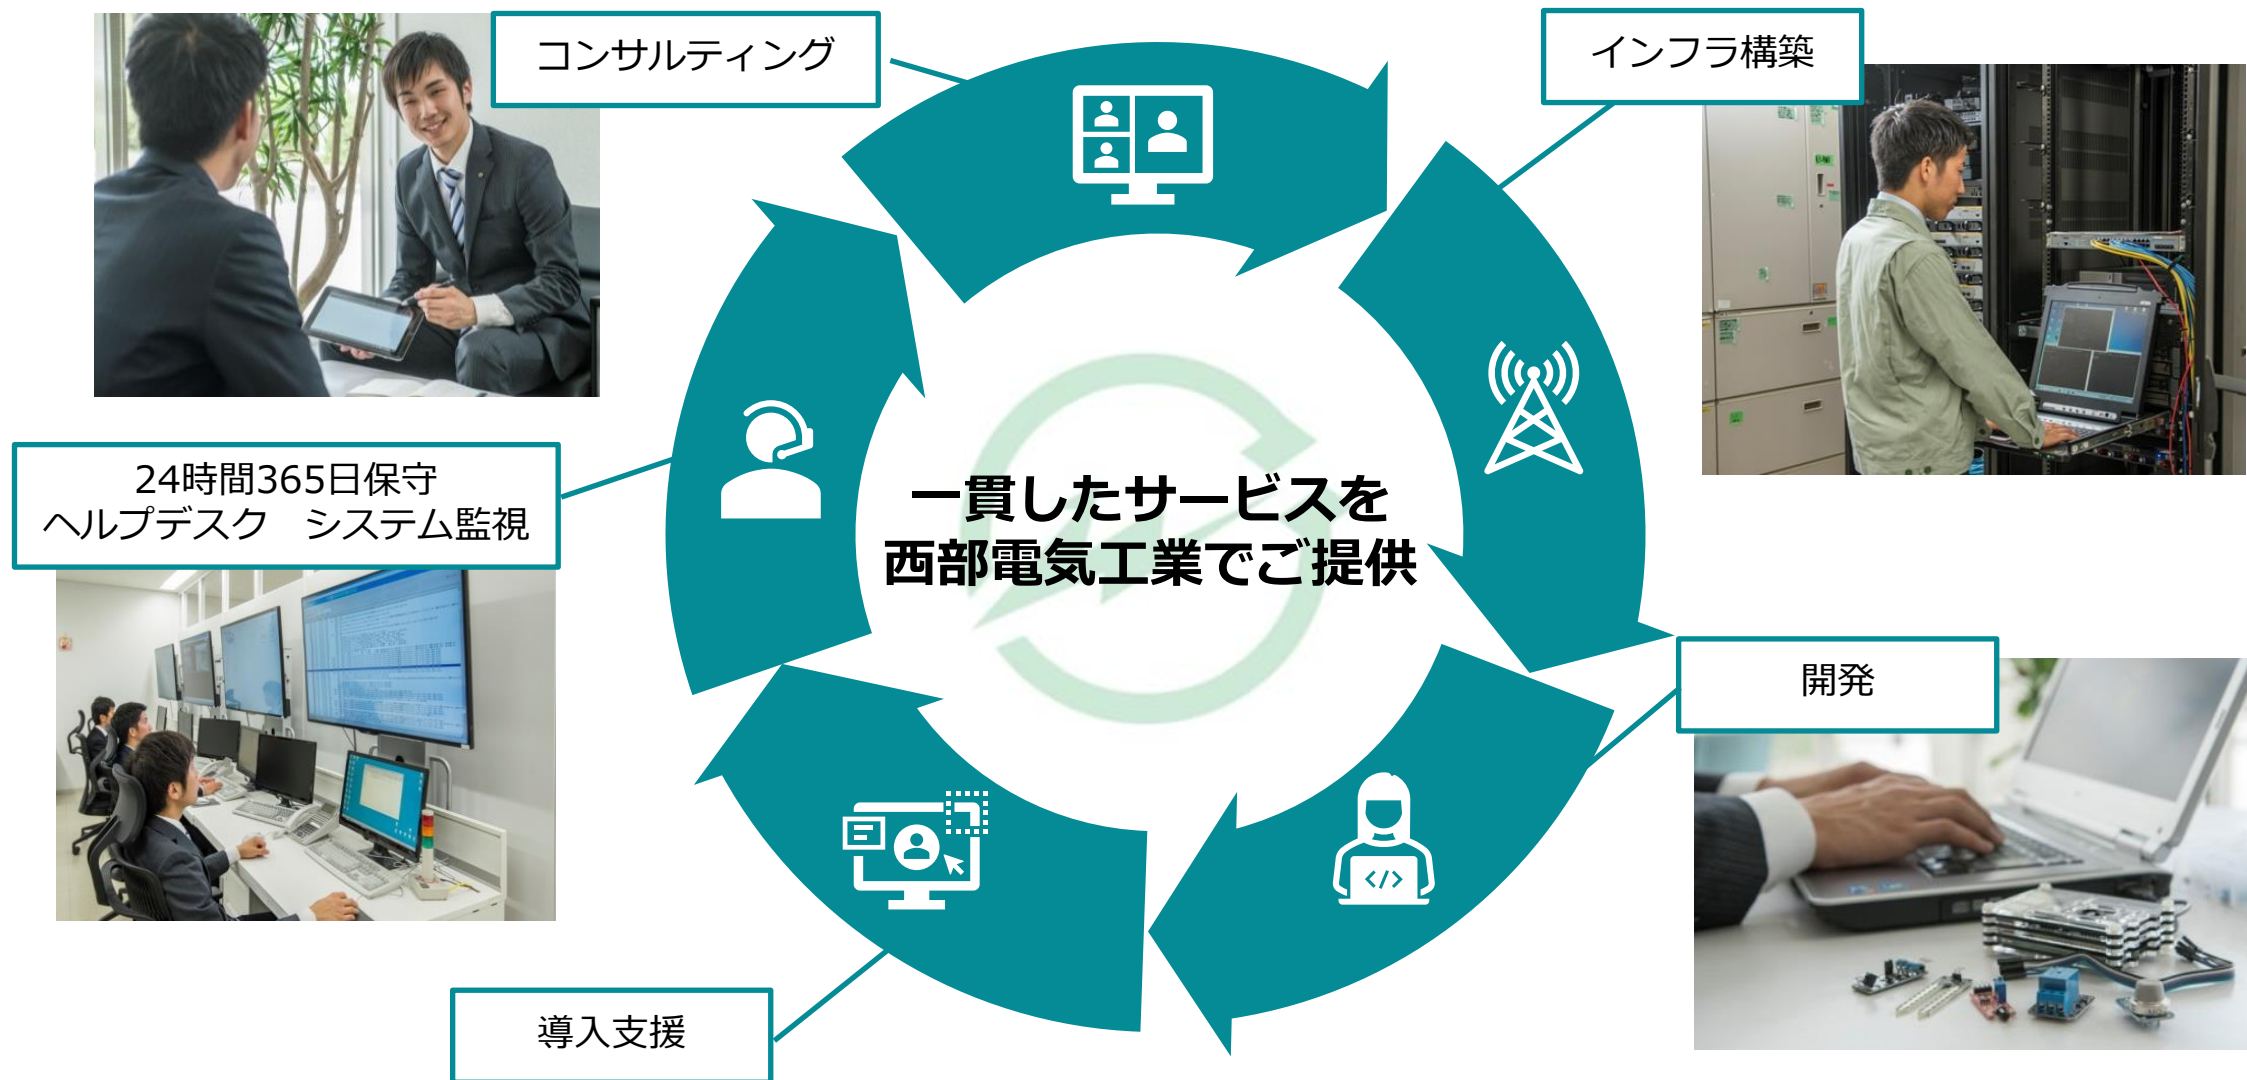 コンサルティング
インフラ構築
24時間365日保守
ヘルプデスク　システム監視
一貫したサービスを
西部電気工業でご提供
開発
</>
導入支援